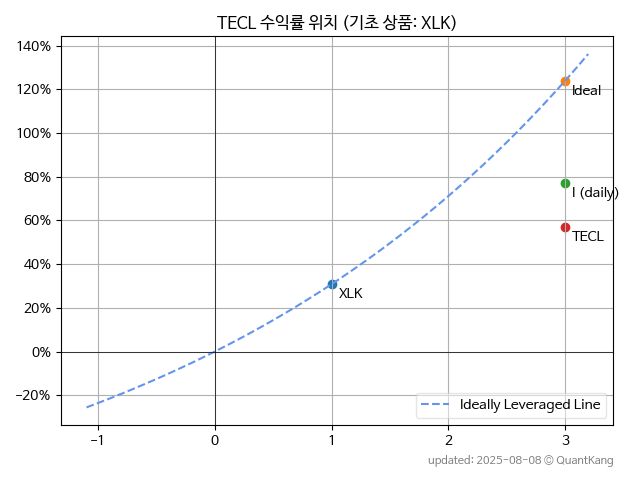 TECL 수익률 위치 (기초 상품: XLK)
140%
120%
Ideal
100%
80%
I (daily)
60%
TECL
40%
XLK
20%
0%
−20%
Ideally Leveraged Line
−1 0 1 2 3
updated: 2025-08-08 © QuantKang